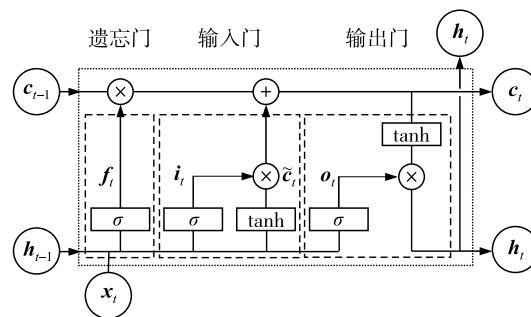 遗忘门 输入门 输出门 h_t
c_{t-1} × + c_t
tanh
f_t i_t × c̃_t o_t ×
σ σ tanh σ
h_{t-1} h_t
x_t